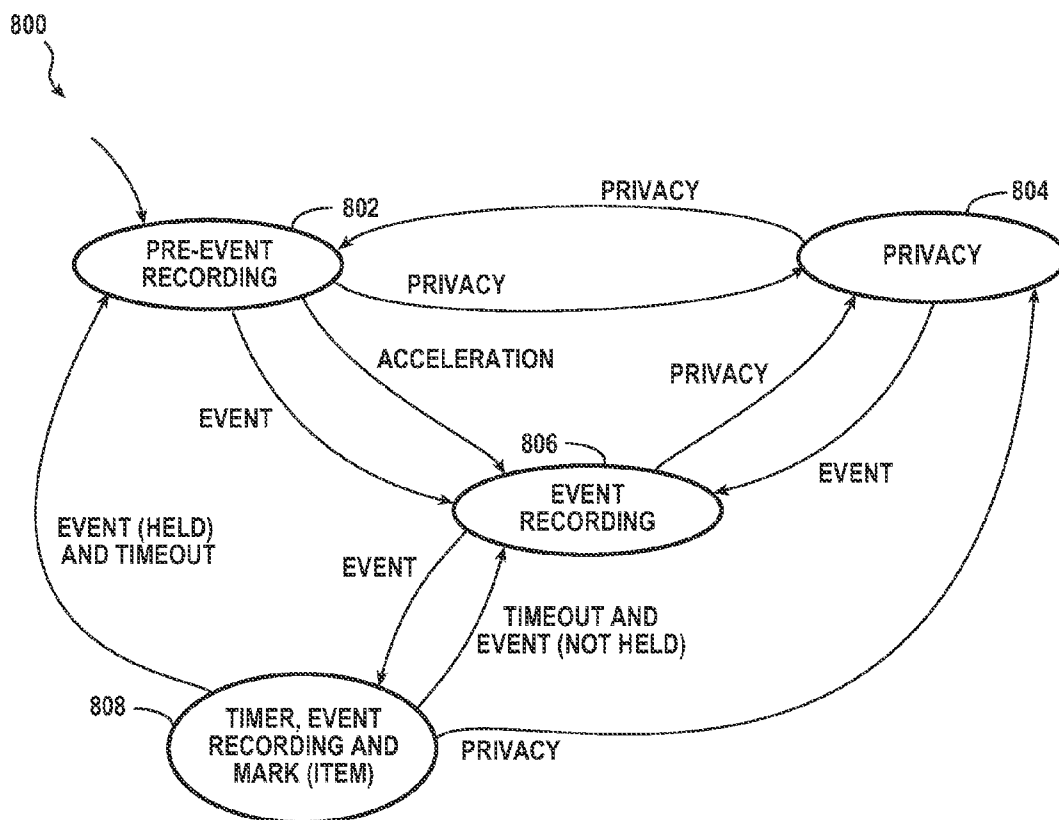 800
802
804
PRIVACY
PRE-EVENT
RECORDING
PRIVACY
PRIVACY
ACCELERATION
PRIVACY
EVENT
806
EVENT
EVENT
RECORDING
EVENT (HELD)
AND TIMEOUT
EVENT
TIMEOUT AND
EVENT (NOT HELD)
808
TIMER, EVENT
RECORDING AND
MARK (ITEM)
PRIVACY